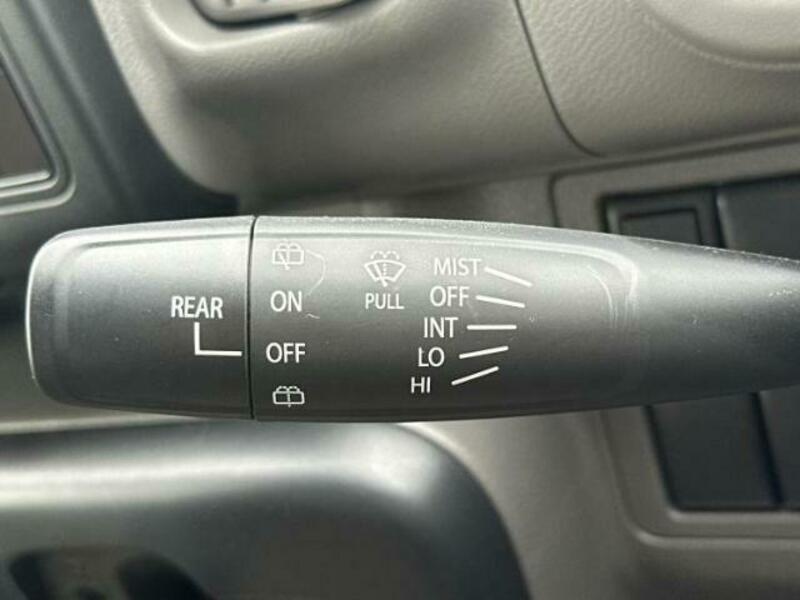 REAR
ON
OFF
PULL
MIST
OFF
INT
LO
HI